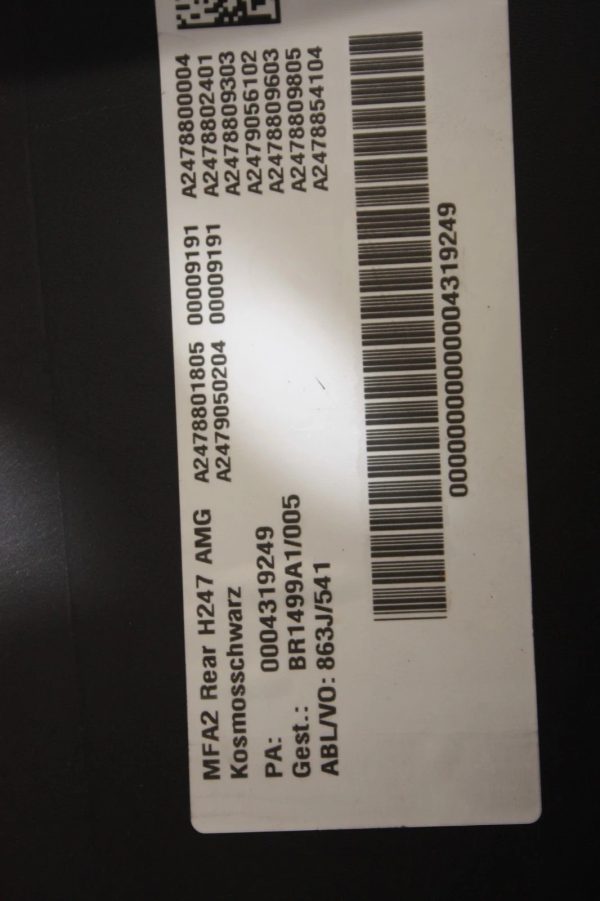 MFA2 Rear H247 AMG
Kosmosschwarz
PA: 0004319249
Gest.: BR1499A1/005
ABL/VO: 863J/541
A2478801805 00009191
A2479050204 00009191
A2478800004
A2478802401
A2478809303
A2479056102
A2478809603
A2478809805
A2478854104
000000000000004319249